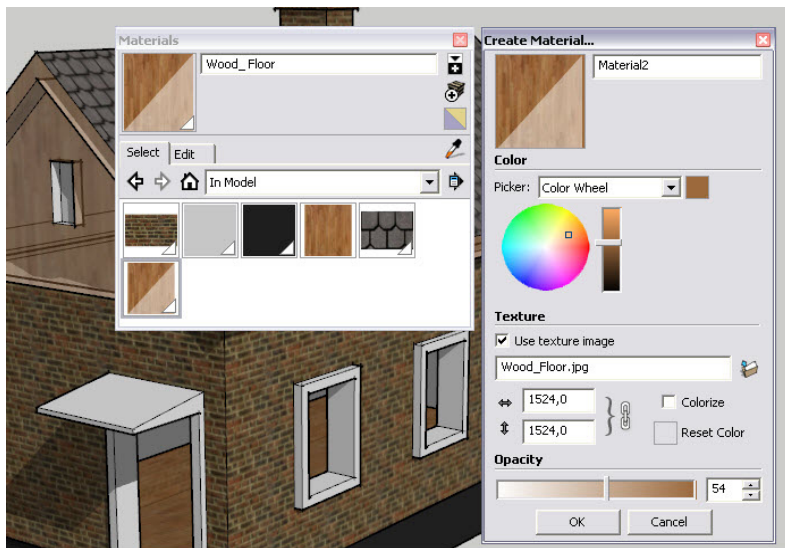 Materials
Wood_ Floor
Select
Edit
In Model
Create Material...
Material2
Color
Picker:
Color Wheel
Texture
Use texture image
Wood_Floor.jpg
1524,0
Colorize
1524,0
Reset Color
Opacity
54
OK
Cancel